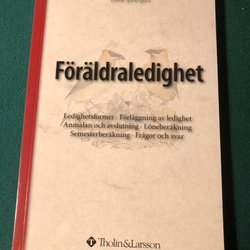 Föräldraledighet
Ledighetsformer · Förläggning av ledighet
Anmälan och avslutning · Löneberäkning
Semesterberäkning · Frågor och svar
Tholin&Larsson